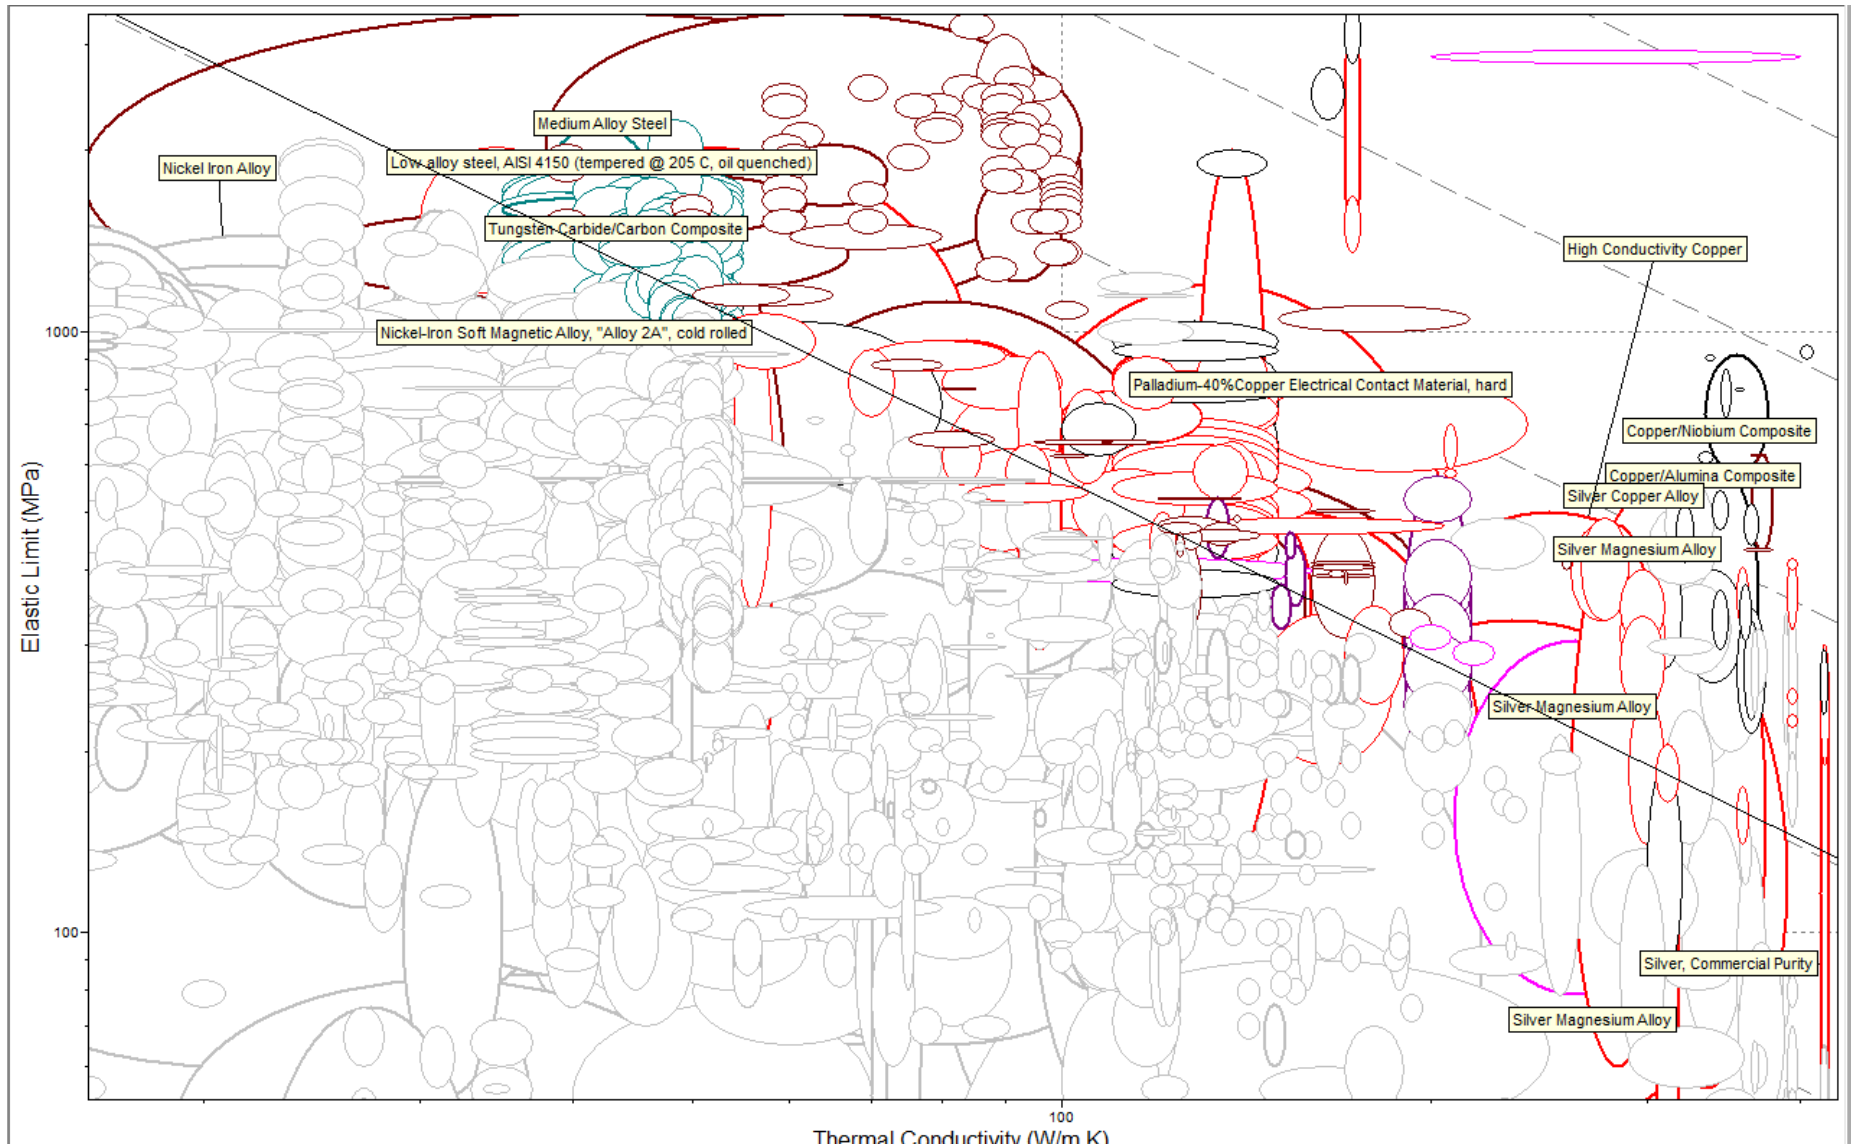 Medium Alloy Steel
Low alloy steel, AISI 4150 (tempered @ 205 C, oil quenched)
Nickel Iron Alloy
Tungsten Carbide/Carbon Composite
High Conductivity Copper
1000
Nickel-Iron Soft Magnetic Alloy, "Alloy 2A", cold rolled
Palladium-40%Copper Electrical Contact Material, hard
Copper/Niobium Composite
Copper/Alumina Composite
Silver Copper Alloy
Silver Magnesium Alloy
Elastic Limit (MPa)
Silver Magnesium Alloy
100
Silver, Commercial Purity
Silver Magnesium Alloy
100
Thermal Conductivity (W/m.K)